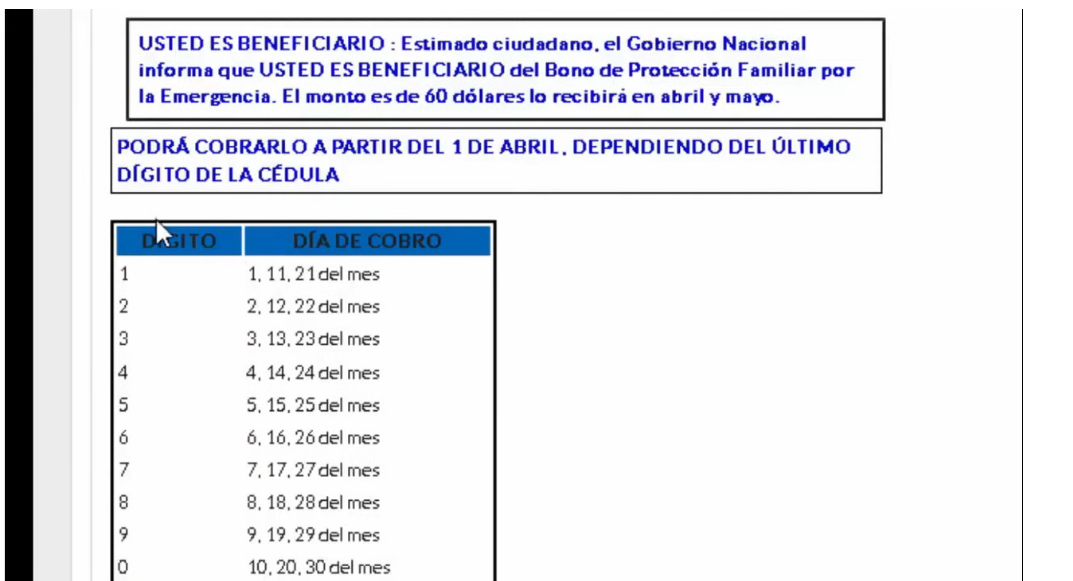 USTED ES BENEFICIARIO : Estimado ciudadano, el Gobierno Nacional
informa que USTED ES BENEFICIARIO del Bono de Protección Familiar por
la Emergencia. El monto es de 60 dólares lo recibirá en abril y mayo.
PODRÁ COBRARLO A PARTIR DEL 1 DE ABRIL, DEPENDIENDO DEL ÚLTIMO
DÍGITO DE LA CÉDULA
DÍGITO DÍA DE COBRO
1 1, 11, 21 del mes
2 2, 12, 22 del mes
3 3, 13, 23 del mes
4 4, 14, 24 del mes
5 5, 15, 25 del mes
6 6, 16, 26 del mes
7 7, 17, 27 del mes
8 8, 18, 28 del mes
9 9, 19, 29 del mes
0 10, 20, 30 del mes